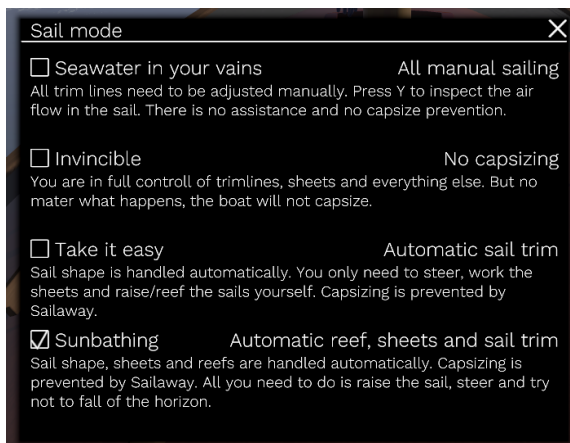 Sail mode
Seawater in your vains All manual sailing
All trim lines need to be adjusted manually. Press Y to inspect the air
flow in the sail. There is no assistance and no capsize prevention.
Invincible No capsizing
You are in full controll of trimlines, sheets and everything else. But no
mater what happens, the boat will not capsize.
Take it easy Automatic sail trim
Sail shape is handled automatically. You only need to steer, work the
sheets and raise/reef the sails yourself. Capsizing is prevented by
Sailaway.
Sunbathing Automatic reef, sheets and sail trim
Sail shape, sheets and reefs are handled automatically. Capsizing is
prevented by Sailaway. All you need to do is raise the sail, steer and try
not to fall of the horizon.